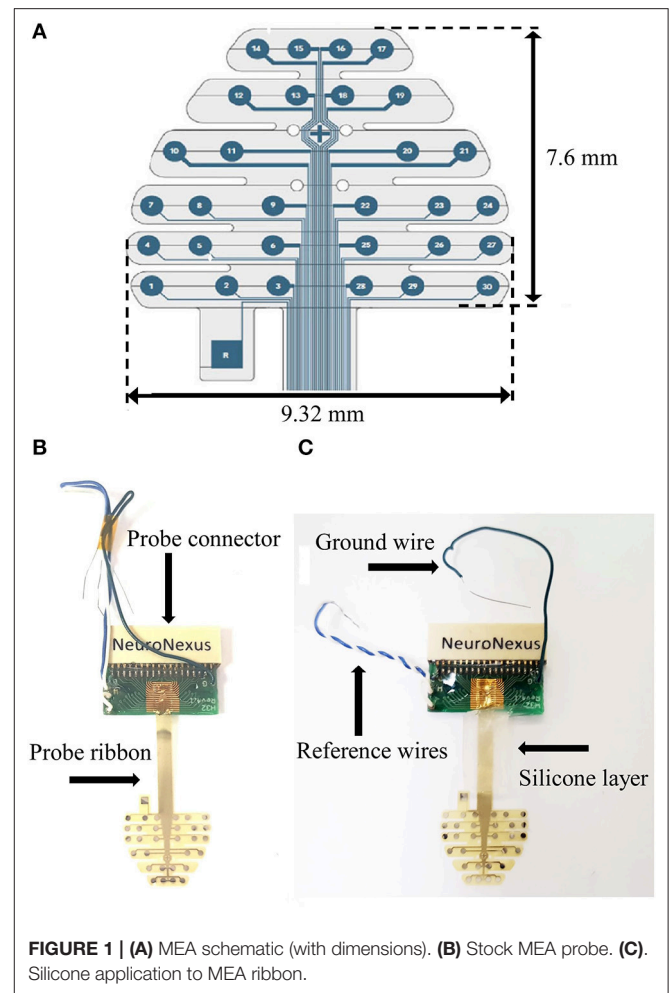 A
14 15 16 17
12 13 18 19
7.6 mm
10 11 20 21
7 8 9 22 23 24
4 5 6 25 26 27
1 2 3 28 29 30
R
9.32 mm
B
C
Probe connector
Ground wire
NeuroNexus
NeuroNexus
Probe ribbon
Reference wires
Silicone layer
FIGURE 1 | (A) MEA schematic (with dimensions). (B) Stock MEA probe. (C).
Silicone application to MEA ribbon.